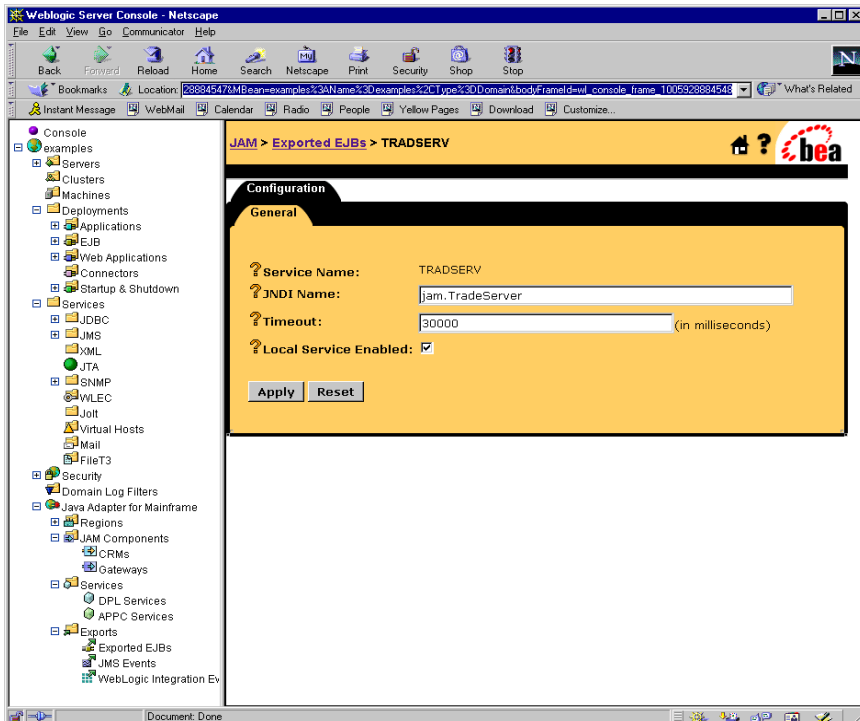 Weblogic Server Console - Netscape
File Edit View Go Communicator Help
Back Forward Reload Home Search Netscape Print Security Shop Stop
N
Bookmarks Location: 28884547&MBean=examples%3AName%3Dexamples%2CType%3DDomain&bodyFrameId=wl_console_frame_1005928884548 What's Related
Instant Message WebMail Calendar Radio People Yellow Pages Download Customize...
Console
examples
Servers
Clusters
Machines
Deployments
Applications
EJB
Web Applications
Connectors
Startup & Shutdown
Services
JDBC
JMS
XML
JTA
SNMP
WLEC
Jolt
Virtual Hosts
Mail
FileT3
Security
Domain Log Filters
Java Adapter for Mainframe
Regions
JAM Components
CRMs
Gateways
Services
DPL Services
APPC Services
Exports
Exported EJBs
JMS Events
WebLogic Integration Ev
JAM > Exported EJBs > TRADSERV
? bea
Configuration
General
? Service Name: TRADSERV
? JNDI Name: jam.TradeServer
? Timeout: 30000 (in milliseconds)
? Local Service Enabled:
Apply Reset
Document: Done